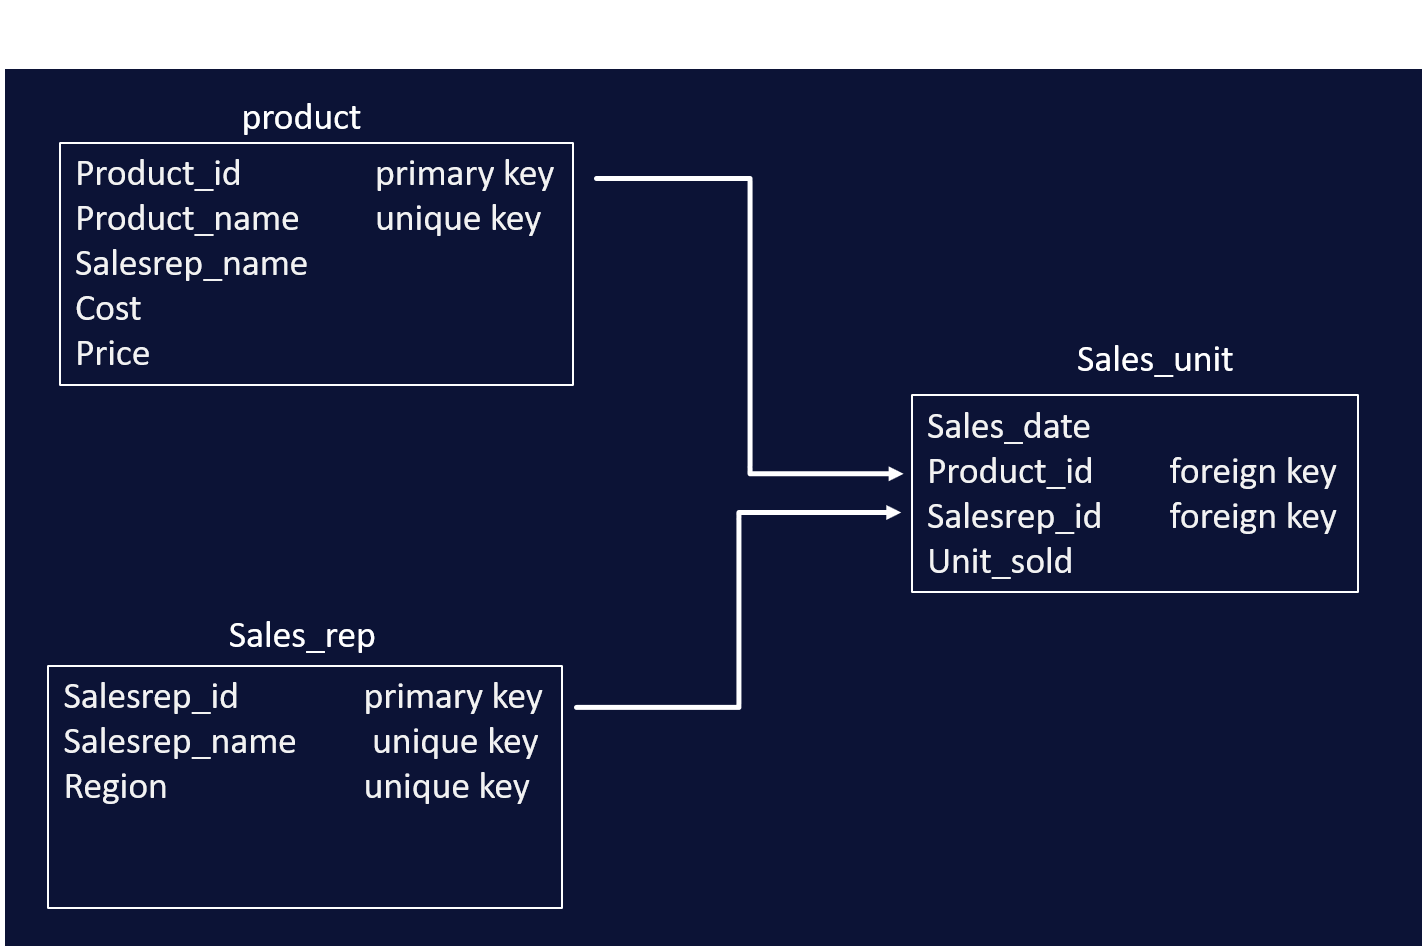 product
Product_id primary key
Product_name unique key
Salesrep_name
Cost
Price
Sales_unit
Sales_date
Product_id foreign key
Salesrep_id foreign key
Unit_sold
Sales_rep
Salesrep_id primary key
Salesrep_name unique key
Region unique key